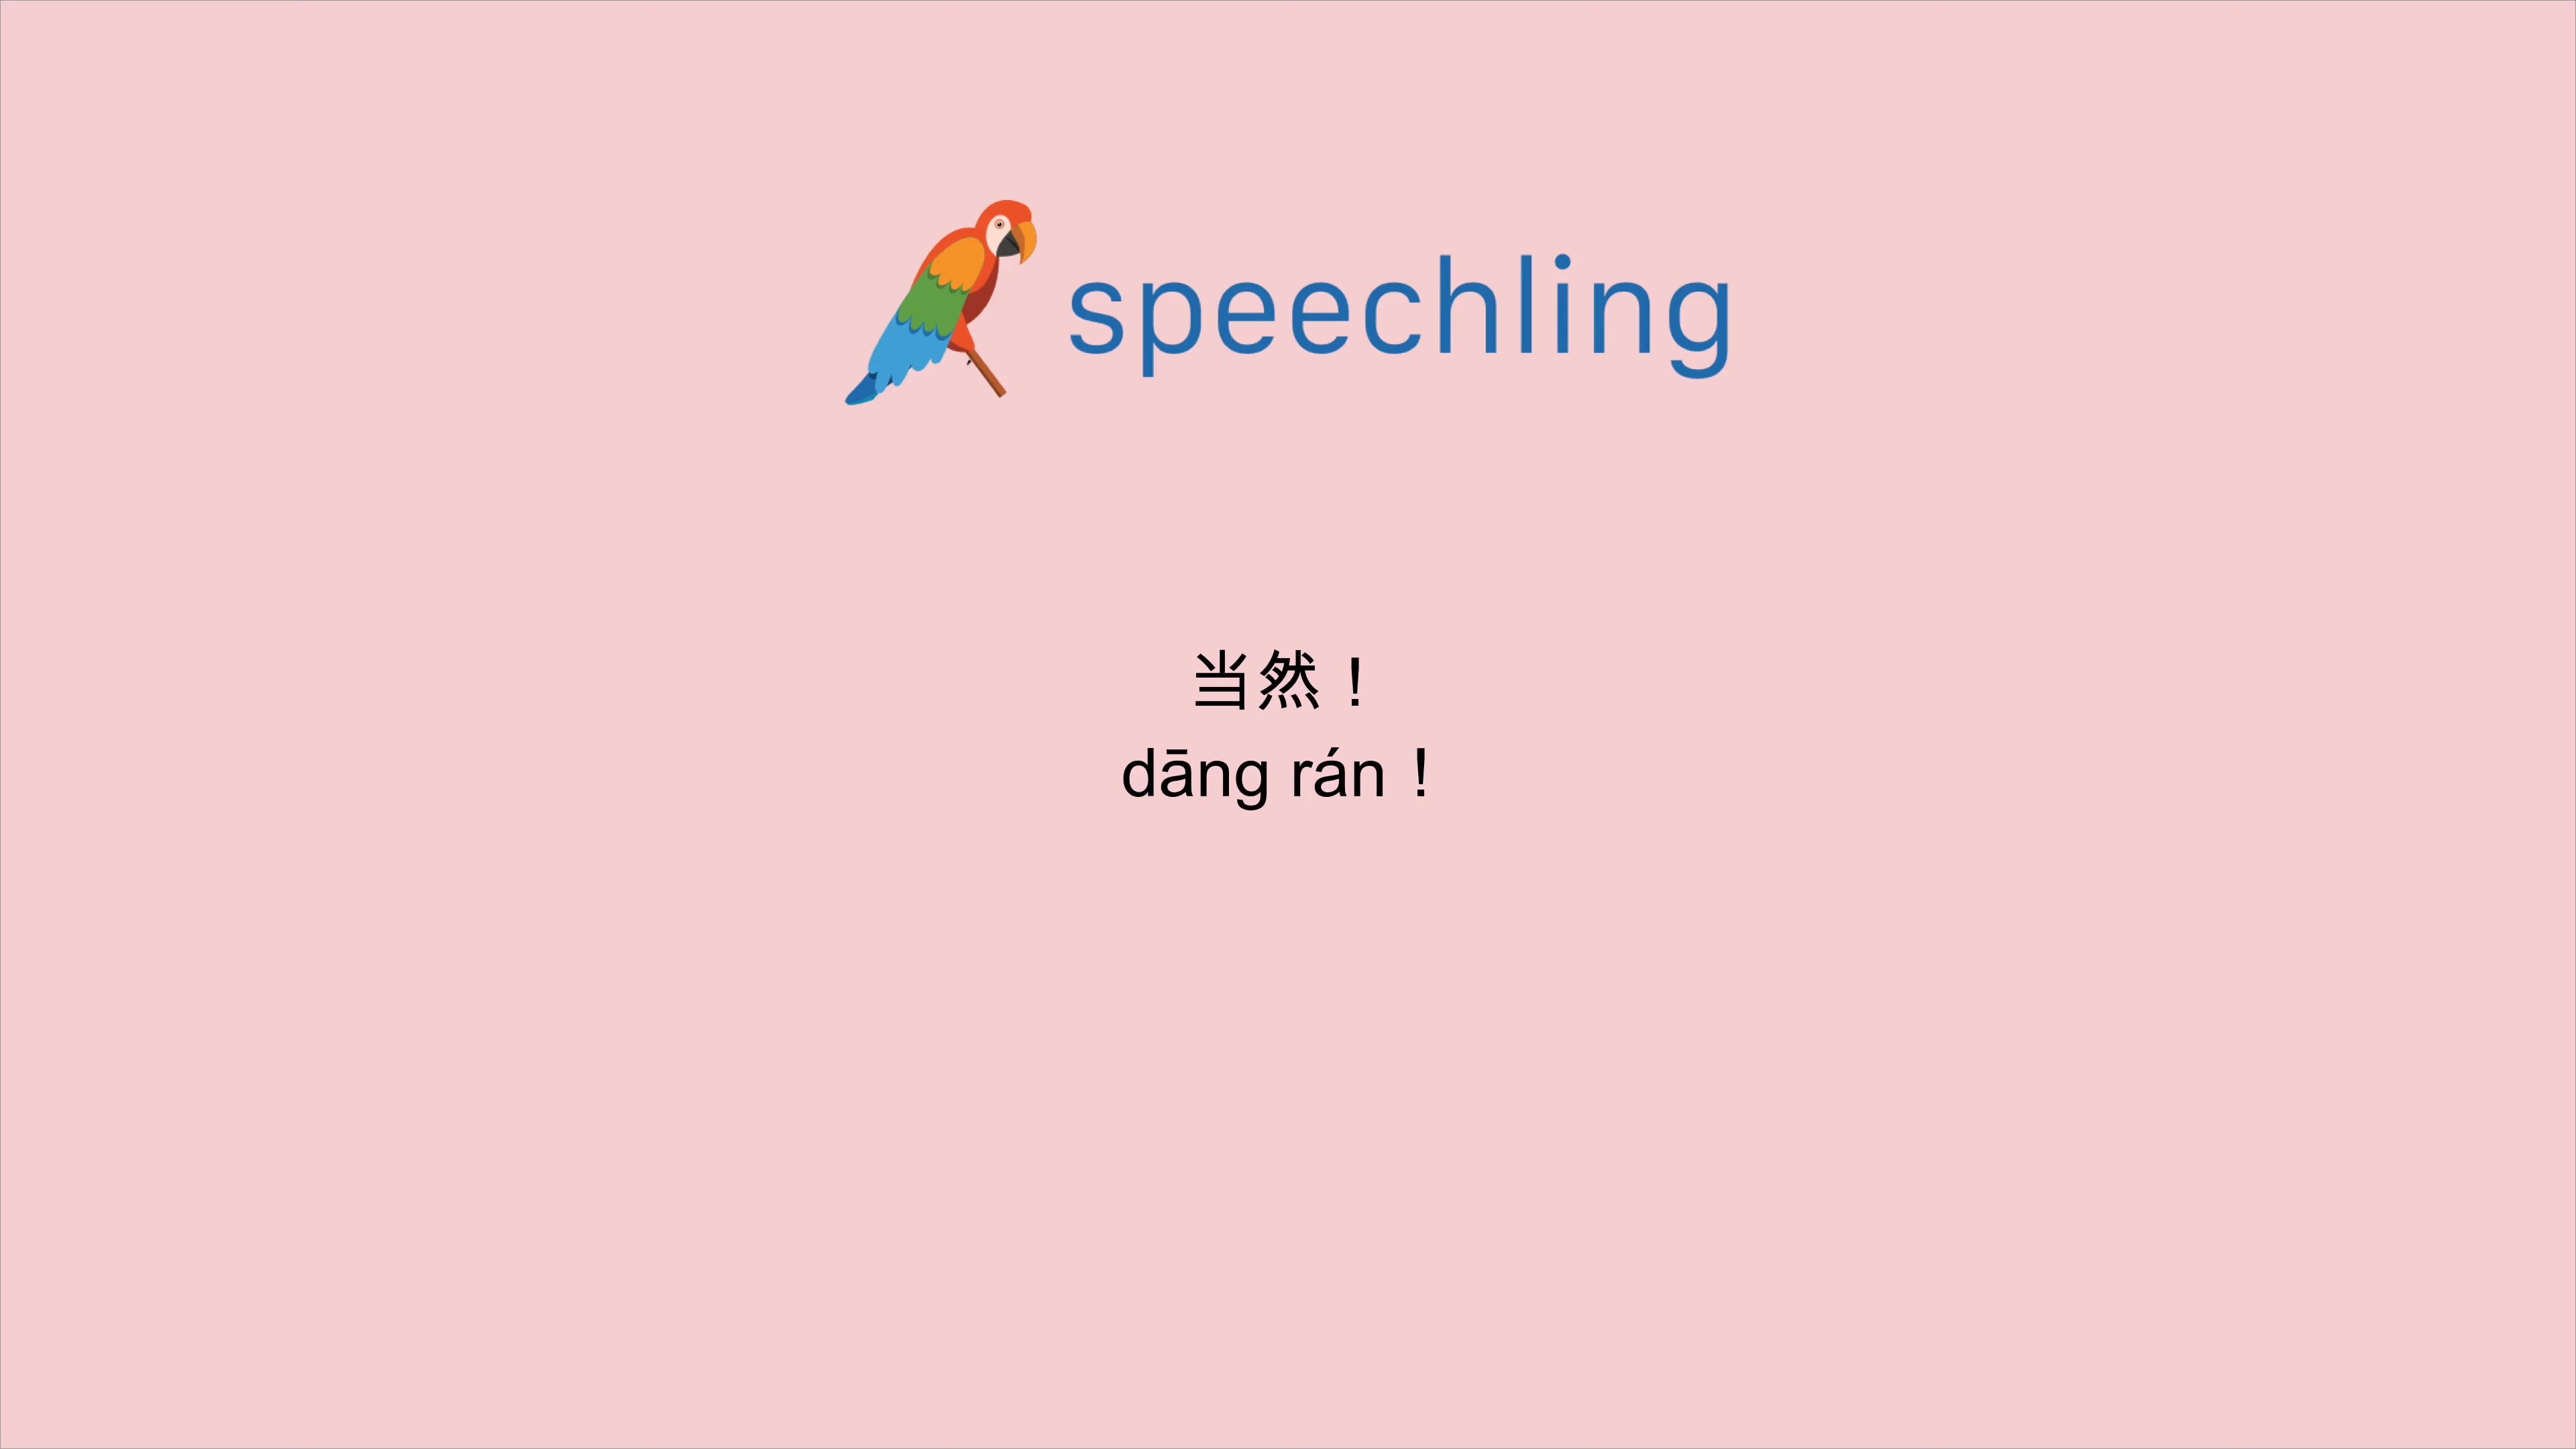 speechling
当然！
dāng rán！